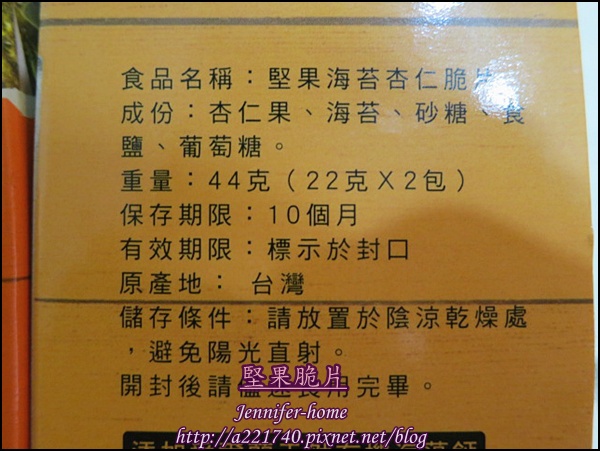 食品名稱：堅果海苔杏仁脆片
成份：杏仁果、海苔、砂糖、食
鹽、葡萄糖。
重量：44克（22克X2包）
保存期限：10個月
有效期限：標示於封口
原產地： 台灣
儲存條件：請放置於陰涼乾燥處
，避免陽光直射。
開封後請儘速食用完畢。
堅果脆片
Jennifer-home
http://a221740.pixnet.net/blog